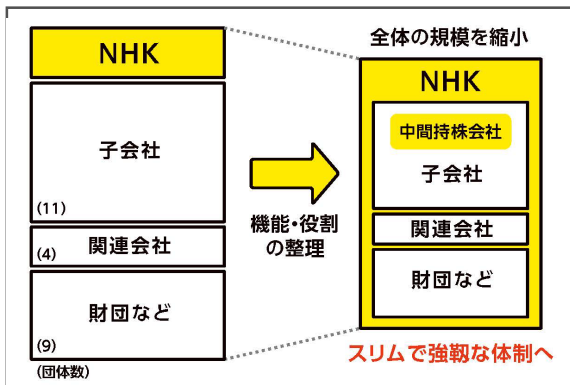 NHK
子会社
(11)
関連会社
(4)
財団など
(9)
(団体数)
機能・役割
の整理
全体の規模を縮小
NHK
中間持株会社
子会社
関連会社
財団など
スリムで強靱な体制へ